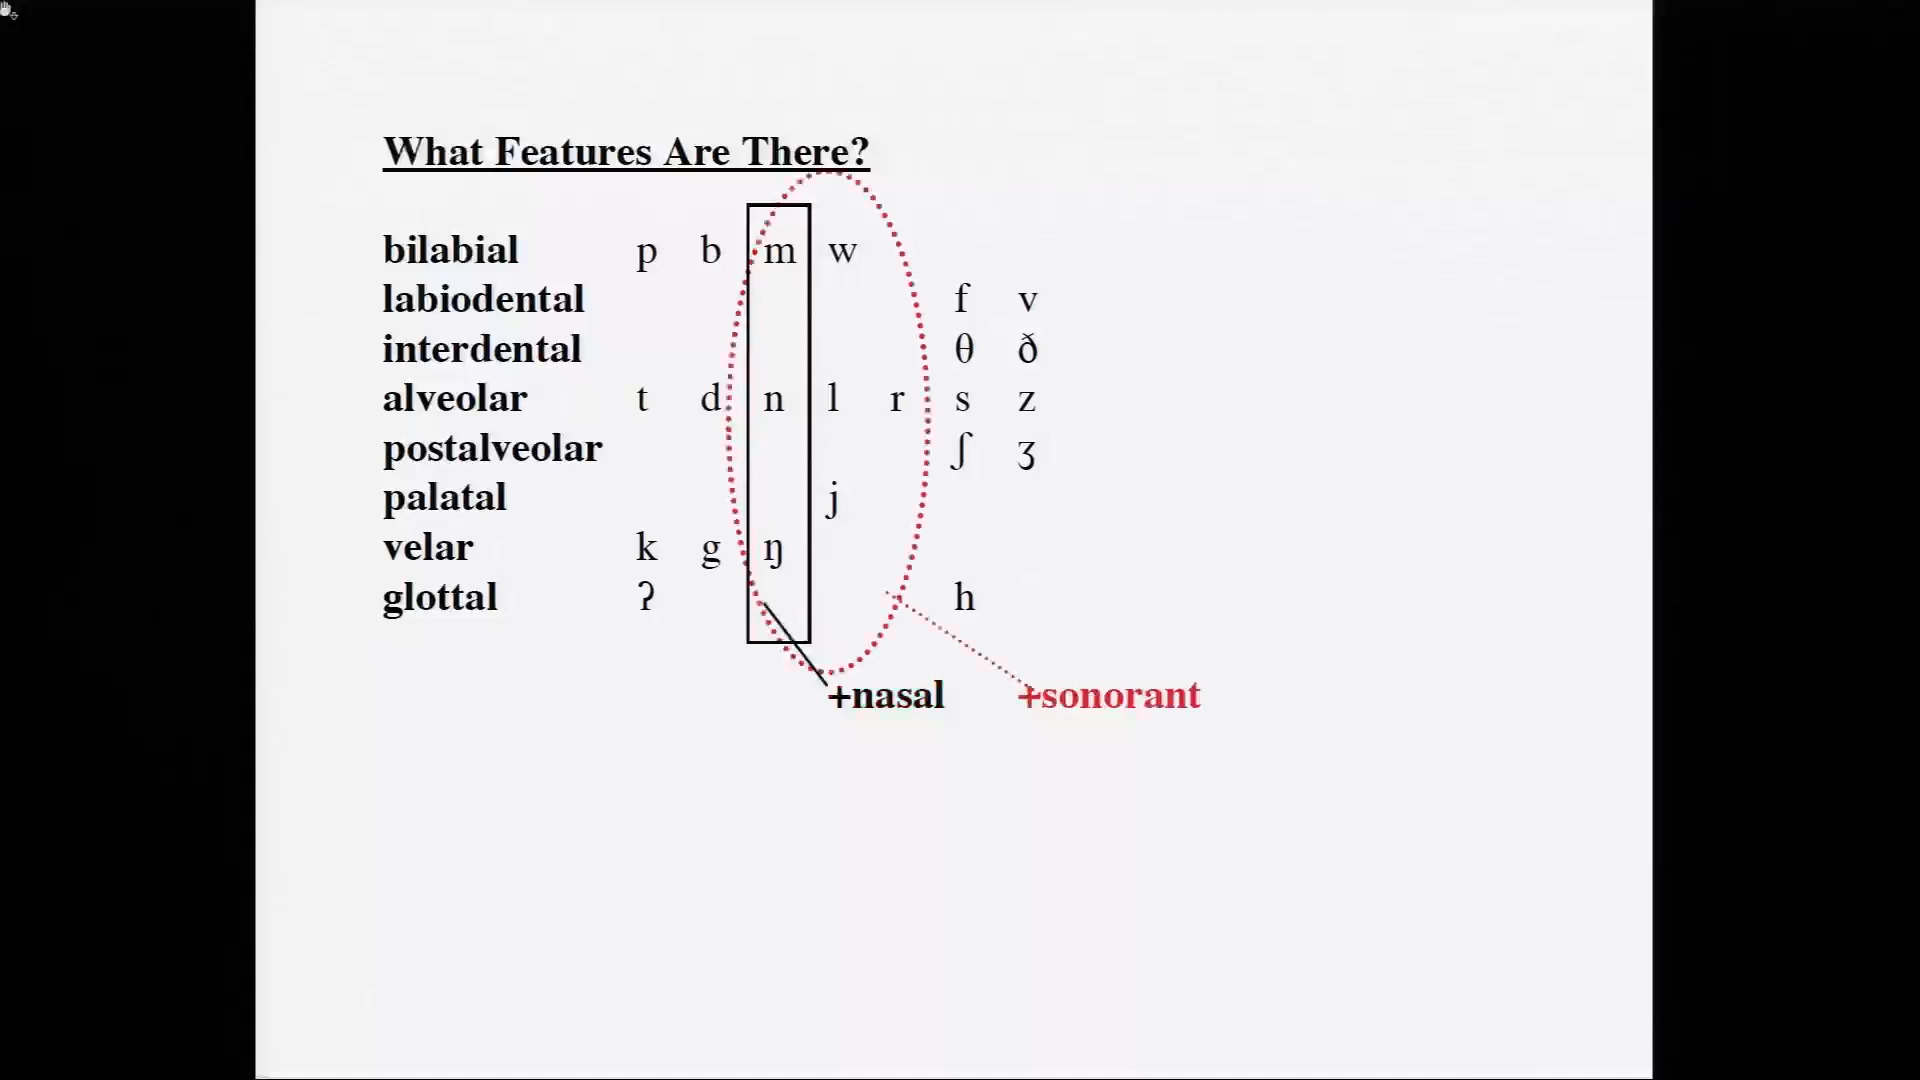 What Features Are There?
bilabial p b m w
labiodental f v
interdental θ ð
alveolar t d n l r s z
postalveolar ʃ ʒ
palatal j
velar k g ŋ
glottal ʔ h
+nasal +sonorant